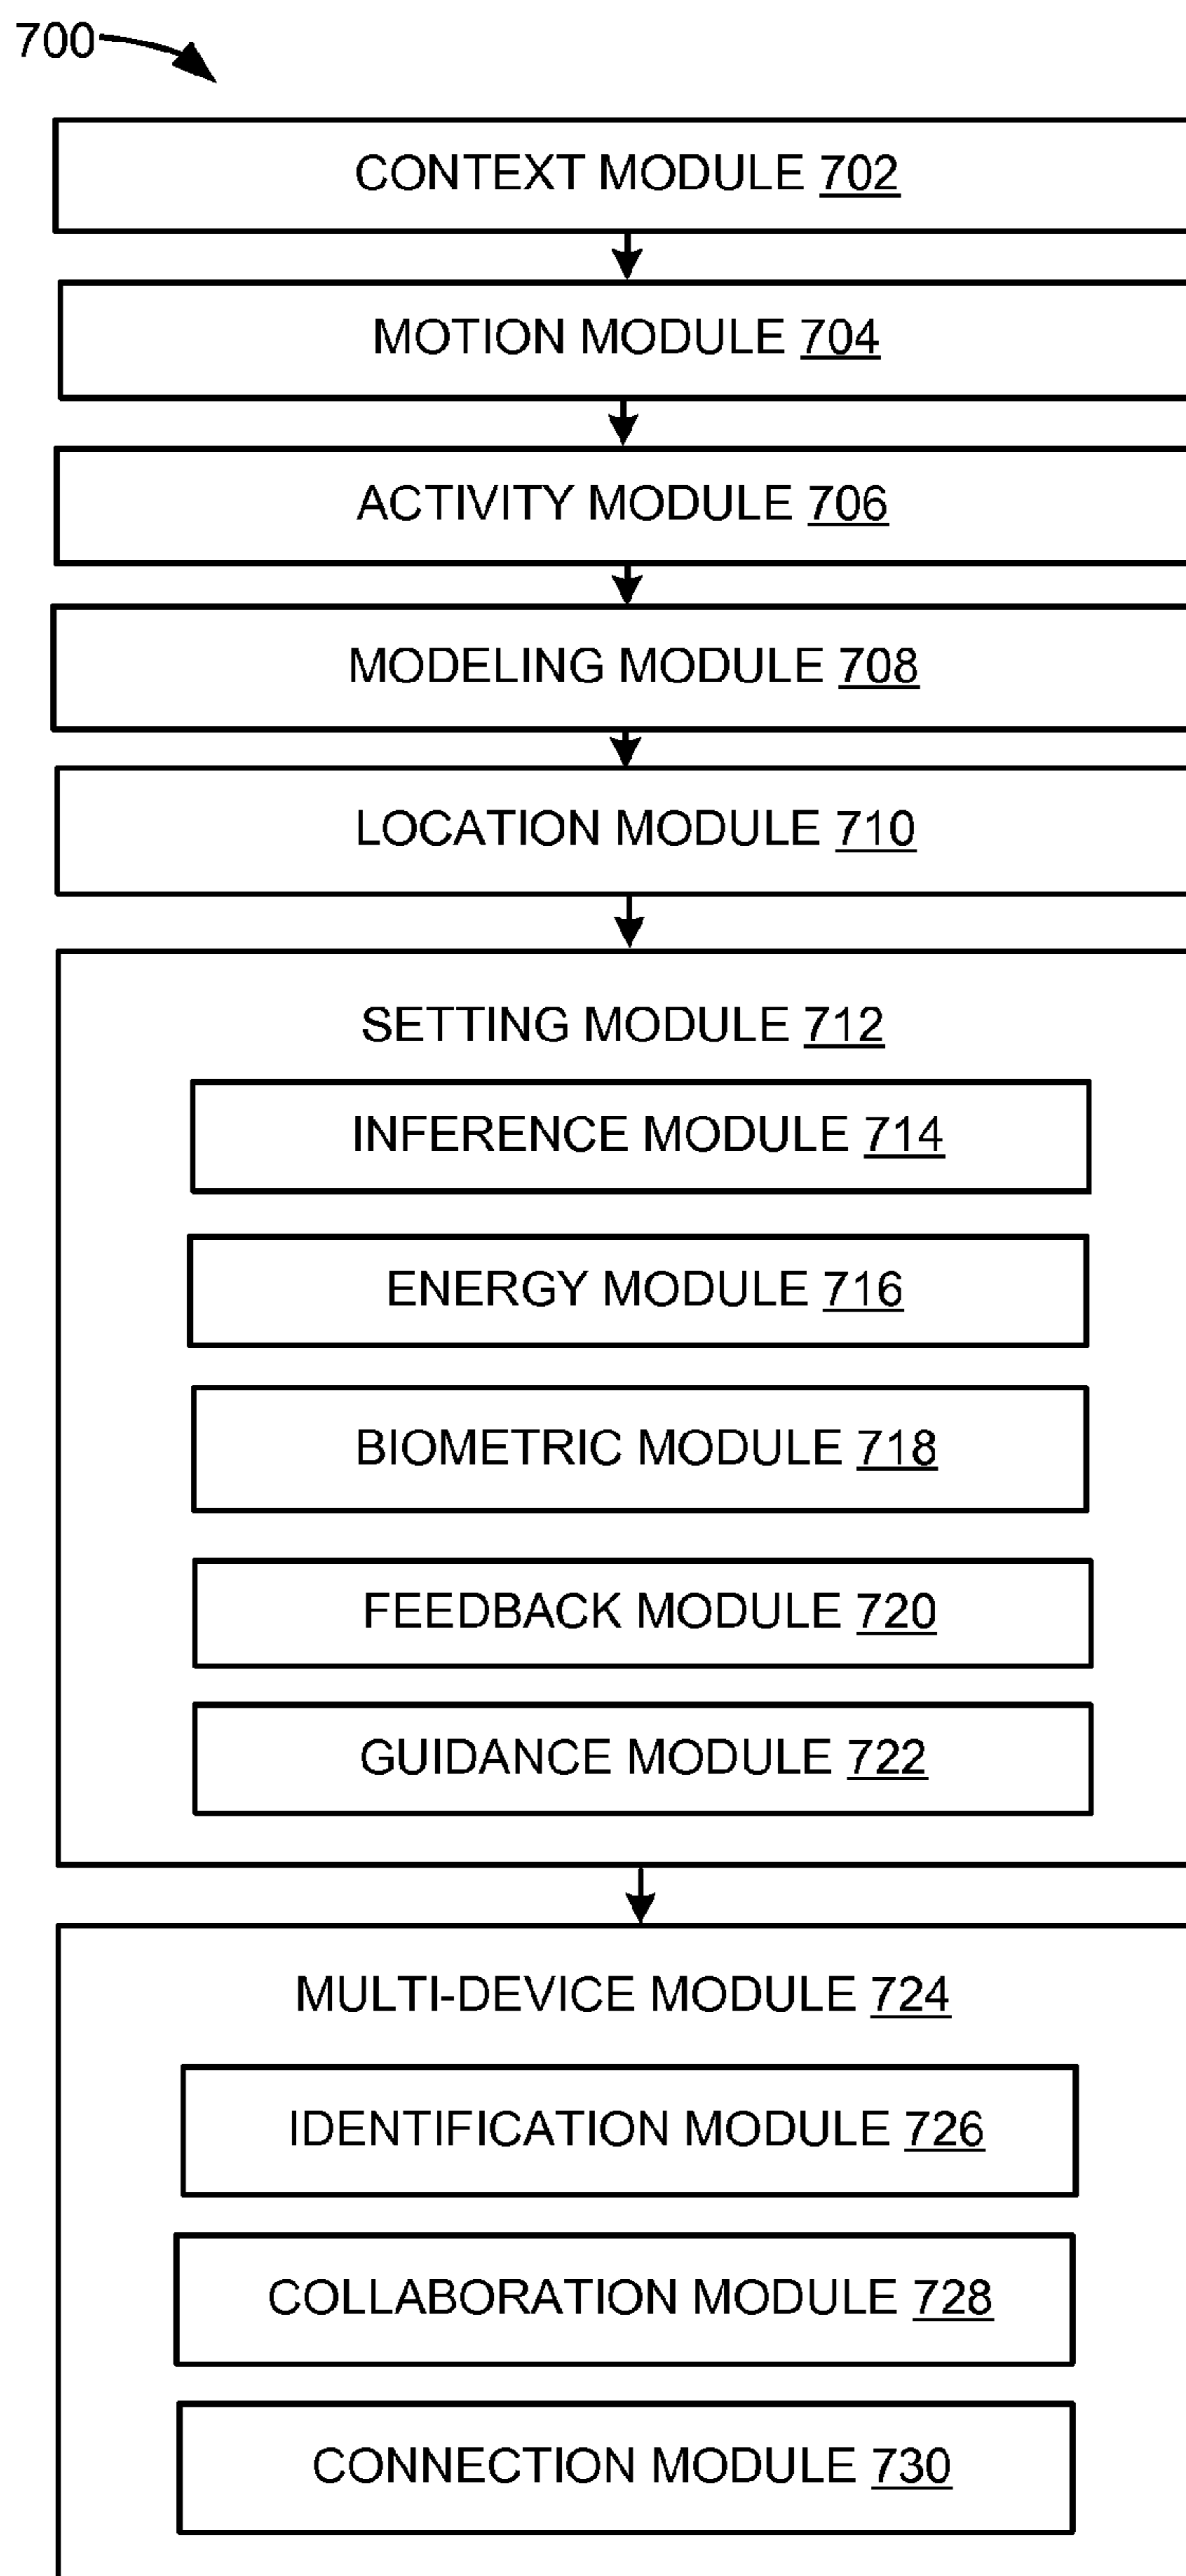 700
CONTEXT MODULE 702
MOTION MODULE 704
ACTIVITY MODULE 706
MODELING MODULE 708
LOCATION MODULE 710
SETTING MODULE 712
INFERENCE MODULE 714
ENERGY MODULE 716
BIOMETRIC MODULE 718
FEEDBACK MODULE 720
GUIDANCE MODULE 722
MULTI-DEVICE MODULE 724
IDENTIFICATION MODULE 726
COLLABORATION MODULE 728
CONNECTION MODULE 730